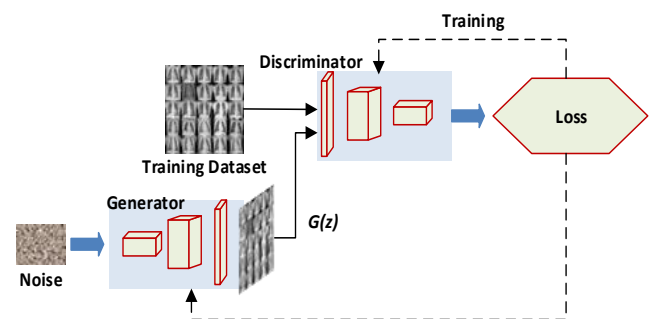 Training
Discriminator
Loss
Training Dataset
Generator
G(z)
Noise